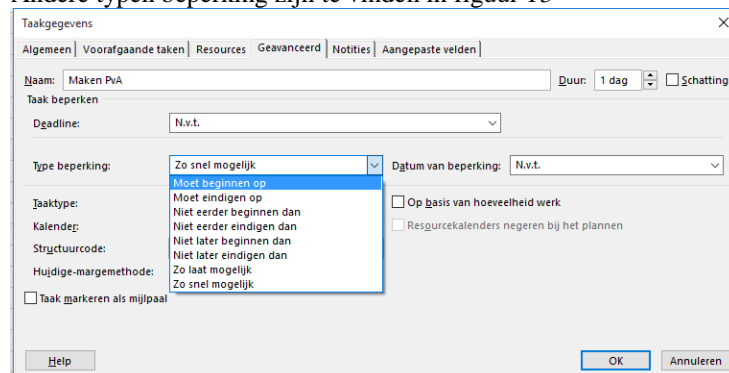 Andere typen beperking zijn te vinden in figuur 13
Taakgegevens
Algemeen Voorafgaande taken Resources Geavanceerd Notities Aangepaste velden
Naam: Maken PvA Duur: 1 dag Schatting
Taak beperken
Deadline: N.v.t.
Type beperking: Zo snel mogelijk Datum van beperking: N.v.t.
Moet beginnen op
Moet eindigen op
Taaktype: Op basis van hoeveelheid werk
Niet eerder beginnen dan
Kalender: Niet eerder eindigen dan Resourcekalenders negeren bij het plannen
Niet later beginnen dan
Structuurcode: Niet later eindigen dan
Huidige-margemethode: Zo laat mogelijk
Zo snel mogelijk
Taak markeren als mijlpaal
Help OK Annuleren